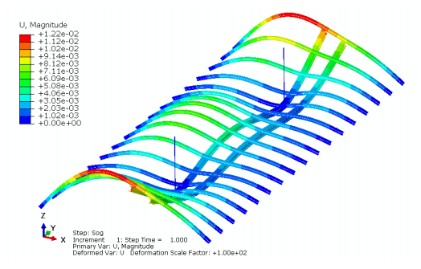 U, Magnitude
+1.22e-02
+1.12e-02
+1.02e-02
+9.14e-03
+8.12e-03
+7.11e-03
+6.09e-03
+5.08e-03
+4.06e-03
+3.05e-03
+2.03e-03
+1.02e-03
+0.00e+00
Z
Y
X
Step: Sog
Increment 1: Step Time = 1.000
Primary Var: U, Magnitude
Deformed Var: U Deformation Scale Factor: +1.00e+02